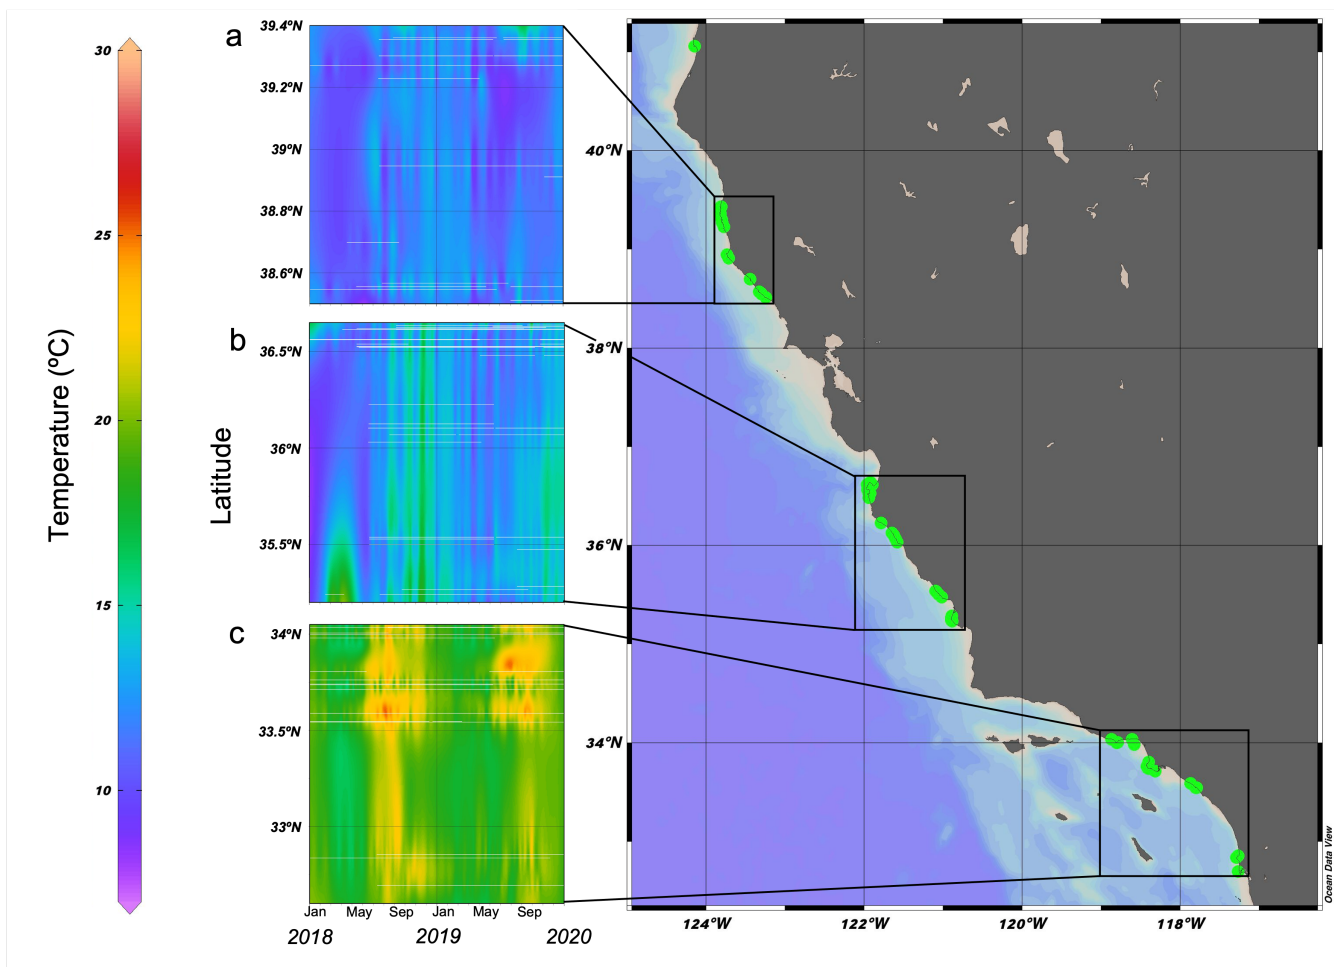 a
39.4°N
39.2°N
39°N
38.8°N
38.6°N
b
36.5°N
36°N
35.5°N
c
34°N
33.5°N
33°N
Jan May Sep Jan May Sep
2018 2019 2020
Latitude
Temperature (ºC)
30
25
20
15
10
40°N
38°N
36°N
34°N
124°W 122°W 120°W 118°W
Ocean Data View